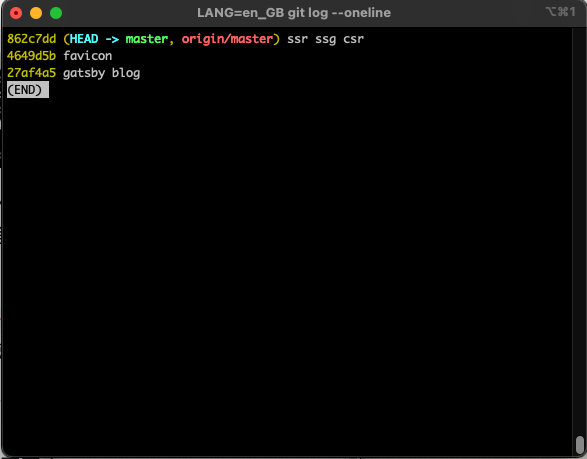 LANG=en_GB git log --oneline
⌥⌘1
862c7dd (HEAD -> master, origin/master) ssr ssg csr
4649d5b favicon
27af4a5 gatsby blog
(END)